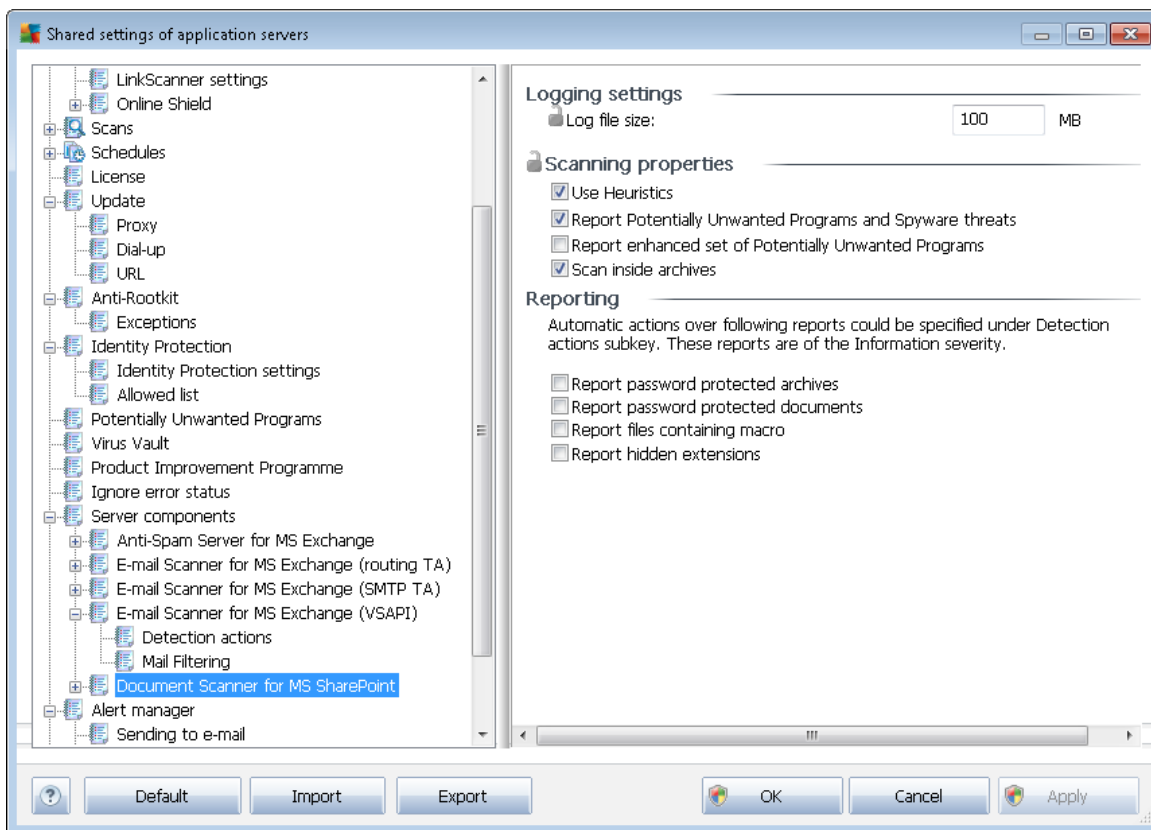 Shared settings of application servers
LinkScanner settings
Online Shield
Scans
Schedules
License
Update
Proxy
Dial-up
URL
Anti-Rootkit
Exceptions
Identity Protection
Identity Protection settings
Allowed list
Potentially Unwanted Programs
Virus Vault
Product Improvement Programme
Ignore error status
Server components
Anti-Spam Server for MS Exchange
E-mail Scanner for MS Exchange (routing TA)
E-mail Scanner for MS Exchange (SMTP TA)
E-mail Scanner for MS Exchange (VSAPI)
Detection actions
Mail Filtering
Document Scanner for MS SharePoint
Alert manager
Sending to e-mail
Logging settings
Log file size: 100 MB
Scanning properties
Use Heuristics
Report Potentially Unwanted Programs and Spyware threats
Report enhanced set of Potentially Unwanted Programs
Scan inside archives
Reporting
Automatic actions over following reports could be specified under Detection
actions subkey. These reports are of the Information severity.
Report password protected archives
Report password protected documents
Report files containing macro
Report hidden extensions
? Default Import Export OK Cancel Apply